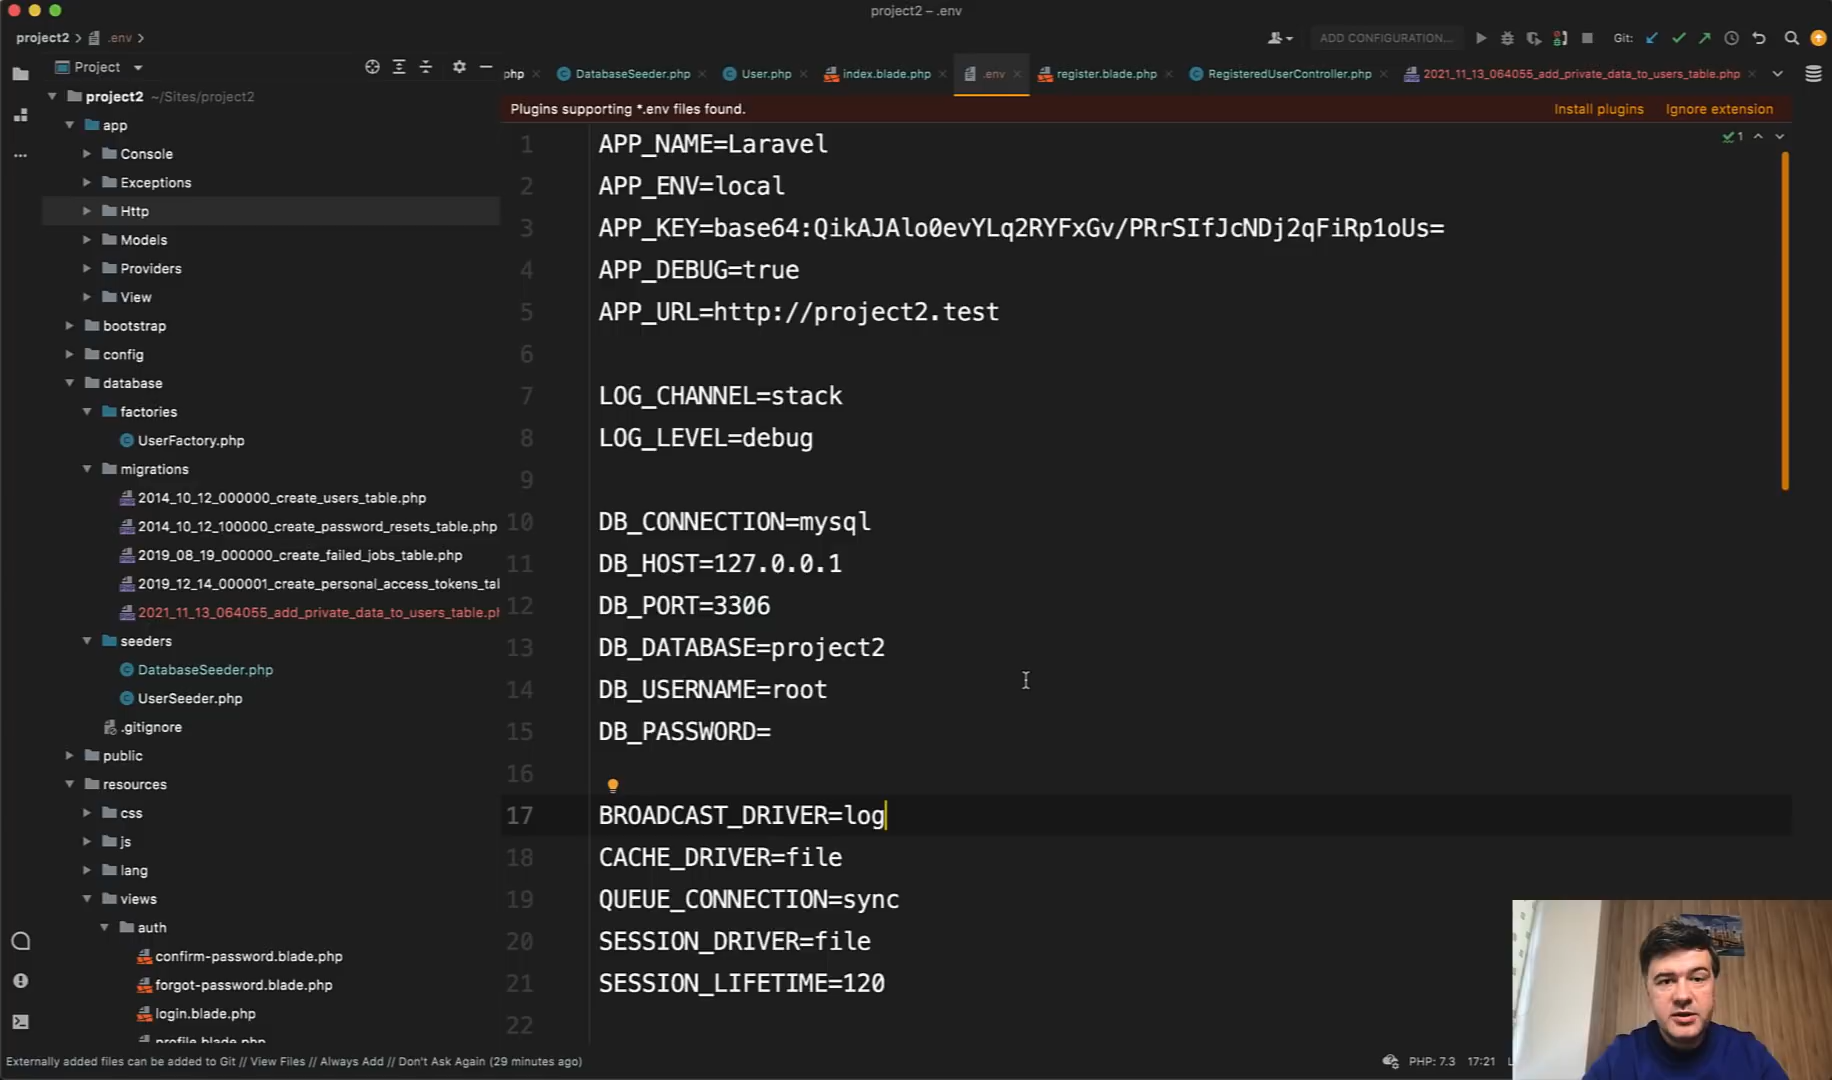 project2 – .env
project2 > .env >
ADD CONFIGURATION...
Git:
Project
php
DatabaseSeeder.php
User.php
index.blade.php
.env
register.blade.php
RegisteredUserController.php
2021_11_13_064055_add_private_data_to_users_table.php
Plugins supporting *.env files found.
Install plugins
Ignore extension
project2 ~/Sites/project2
app
Console
Exceptions
Http
Models
Providers
View
bootstrap
config
database
factories
UserFactory.php
migrations
2014_10_12_000000_create_users_table.php
2014_10_12_100000_create_password_resets_table.php
2019_08_19_000000_create_failed_jobs_table.php
2019_12_14_000001_create_personal_access_tokens_tal
2021_11_13_064055_add_private_data_to_users_table.pl
seeders
DatabaseSeeder.php
UserSeeder.php
.gitignore
public
resources
css
js
lang
views
auth
confirm-password.blade.php
forgot-password.blade.php
login.blade.php
profile.blade.php
1 APP_NAME=Laravel
2 APP_ENV=local
3 APP_KEY=base64:QikAJAlo0evYLq2RYFxGv/PRrSIfJcNDj2qFiRp1oUs=
4 APP_DEBUG=true
5 APP_URL=http://project2.test
6
7 LOG_CHANNEL=stack
8 LOG_LEVEL=debug
9
10 DB_CONNECTION=mysql
11 DB_HOST=127.0.0.1
12 DB_PORT=3306
13 DB_DATABASE=project2
14 DB_USERNAME=root
15 DB_PASSWORD=
16
17 BROADCAST_DRIVER=log
18 CACHE_DRIVER=file
19 QUEUE_CONNECTION=sync
20 SESSION_DRIVER=file
21 SESSION_LIFETIME=120
22
1
Externally added files can be added to Git // View Files // Always Add // Don't Ask Again (29 minutes ago)
PHP: 7.3
17:21